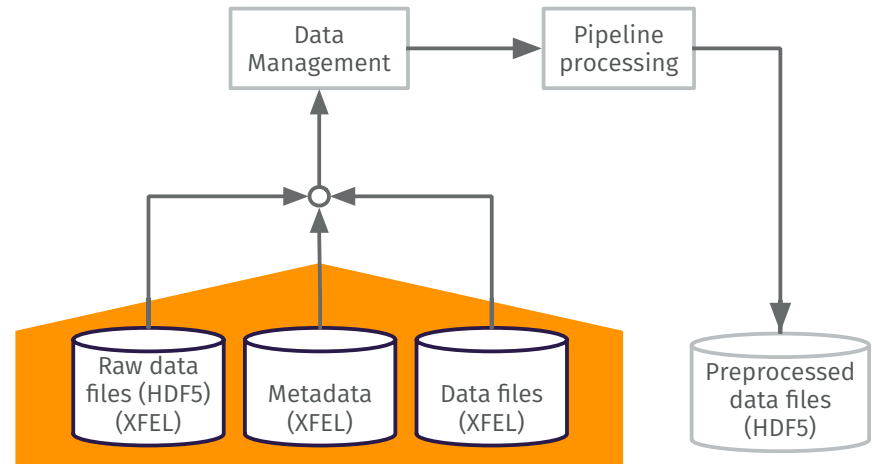 Data
Management
Pipeline
processing
Raw data
files (HDF5)
(XFEL)
Metadata
(XFEL)
Data files
(XFEL)
Preprocessed
data files
(HDF5)